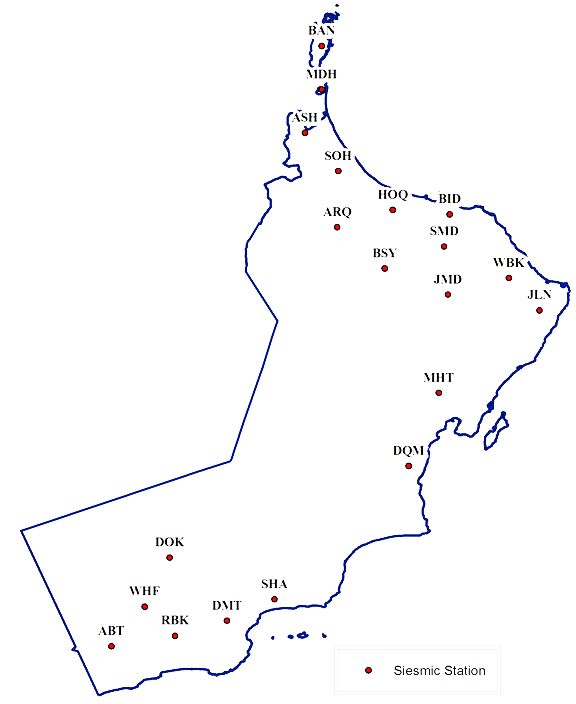 BAN
MDH
ASH
SOH
HOQ
BID
ARQ
SMD
BSY
WBK
JMD
JLN
MHT
DQM
DOK
SHA
WHF
DMT
RBK
ABT
Siesmic Station